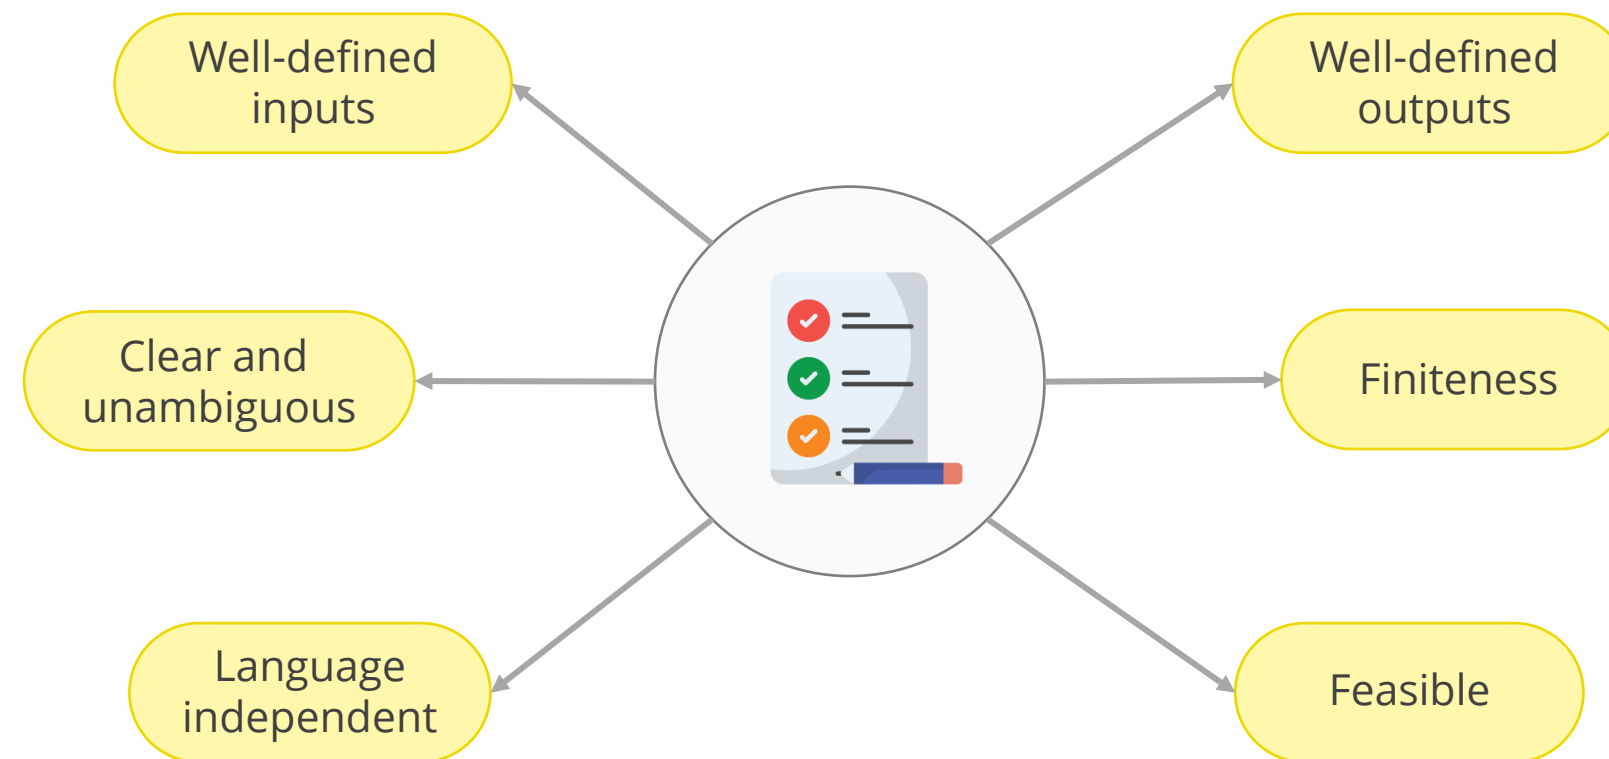 Well-defined
inputs
Well-defined
outputs
Clear and
unambiguous
Finiteness
Language
independent
Feasible